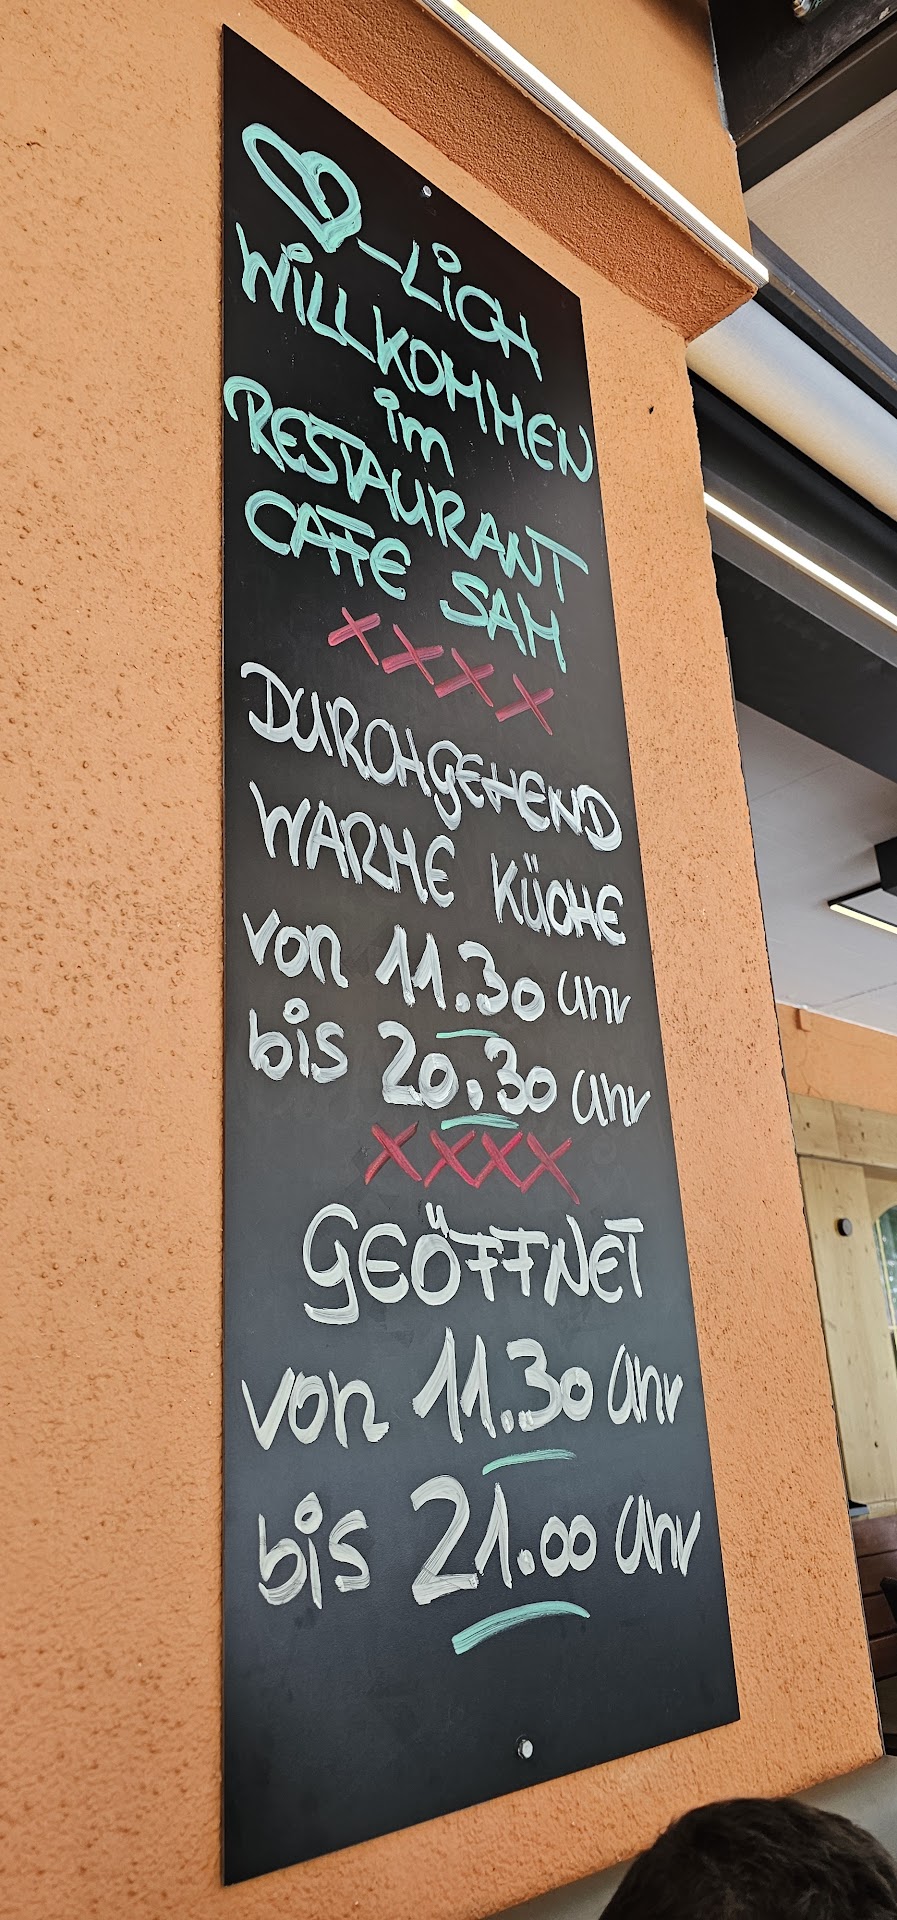 ♡-LiCH
WiLLKOMMEN
im
RESTAURANT
CAFFE SAM
XXXX
DURCHGEHEND
WARME KÜCHE
von 11.30 uhr
bis 20.30 uhr
XXXX
GEÖFFNET
von 11.30 Uhr
bis 21.00 Uhr